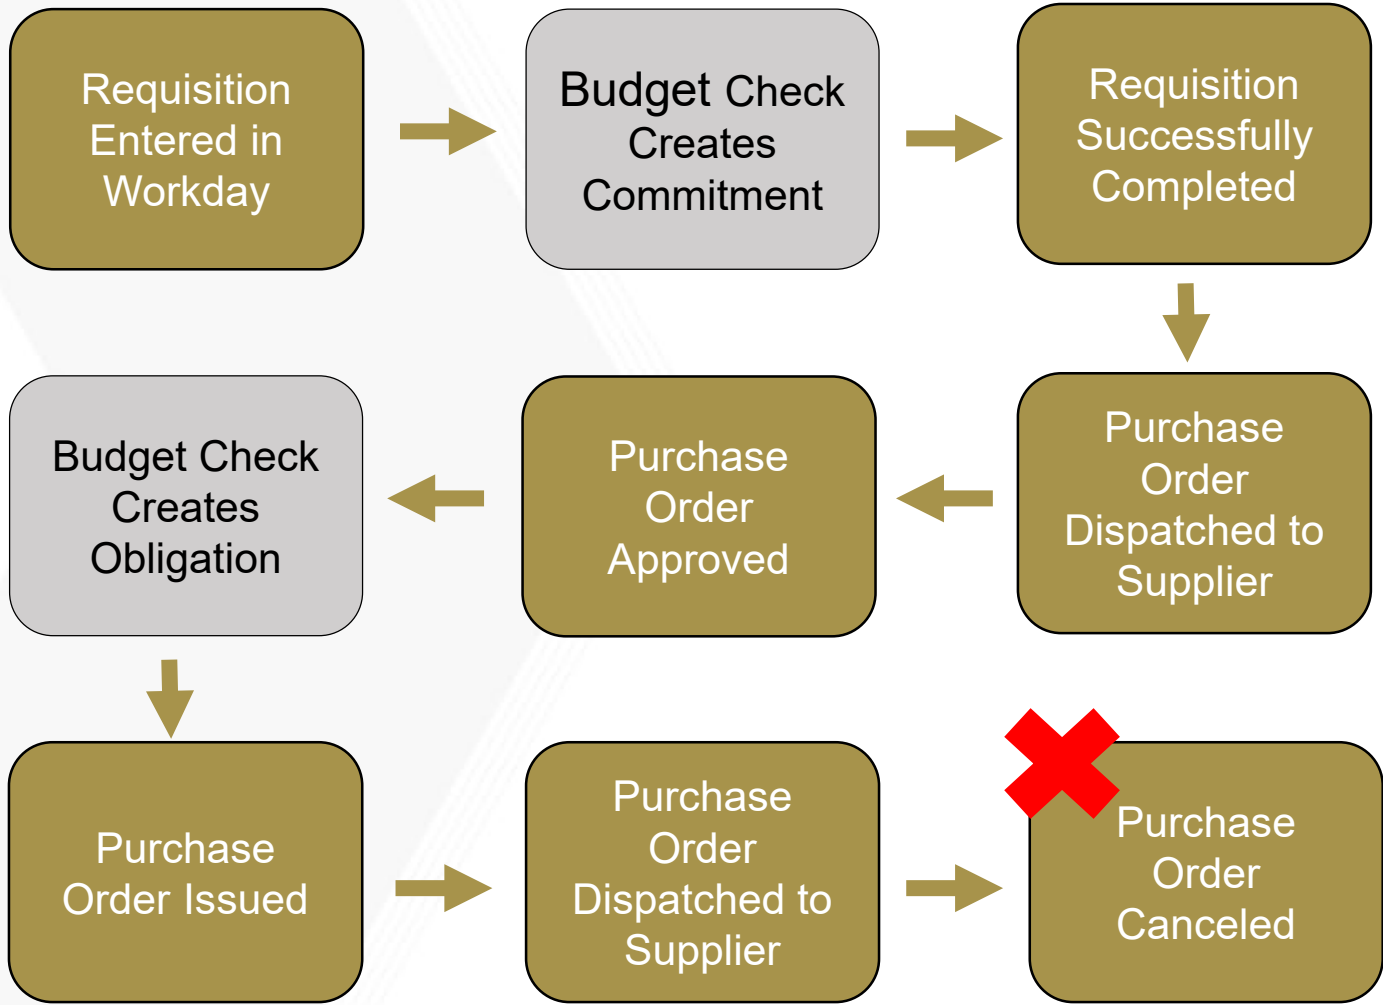 Requisition
Entered in
Workday
Budget Check
Creates
Commitment
Requisition
Successfully
Completed
Purchase
Order
Dispatched to
Supplier
Purchase
Order
Approved
Budget Check
Creates
Obligation
Purchase
Order Issued
Purchase
Order
Dispatched to
Supplier
Purchase
Order
Canceled